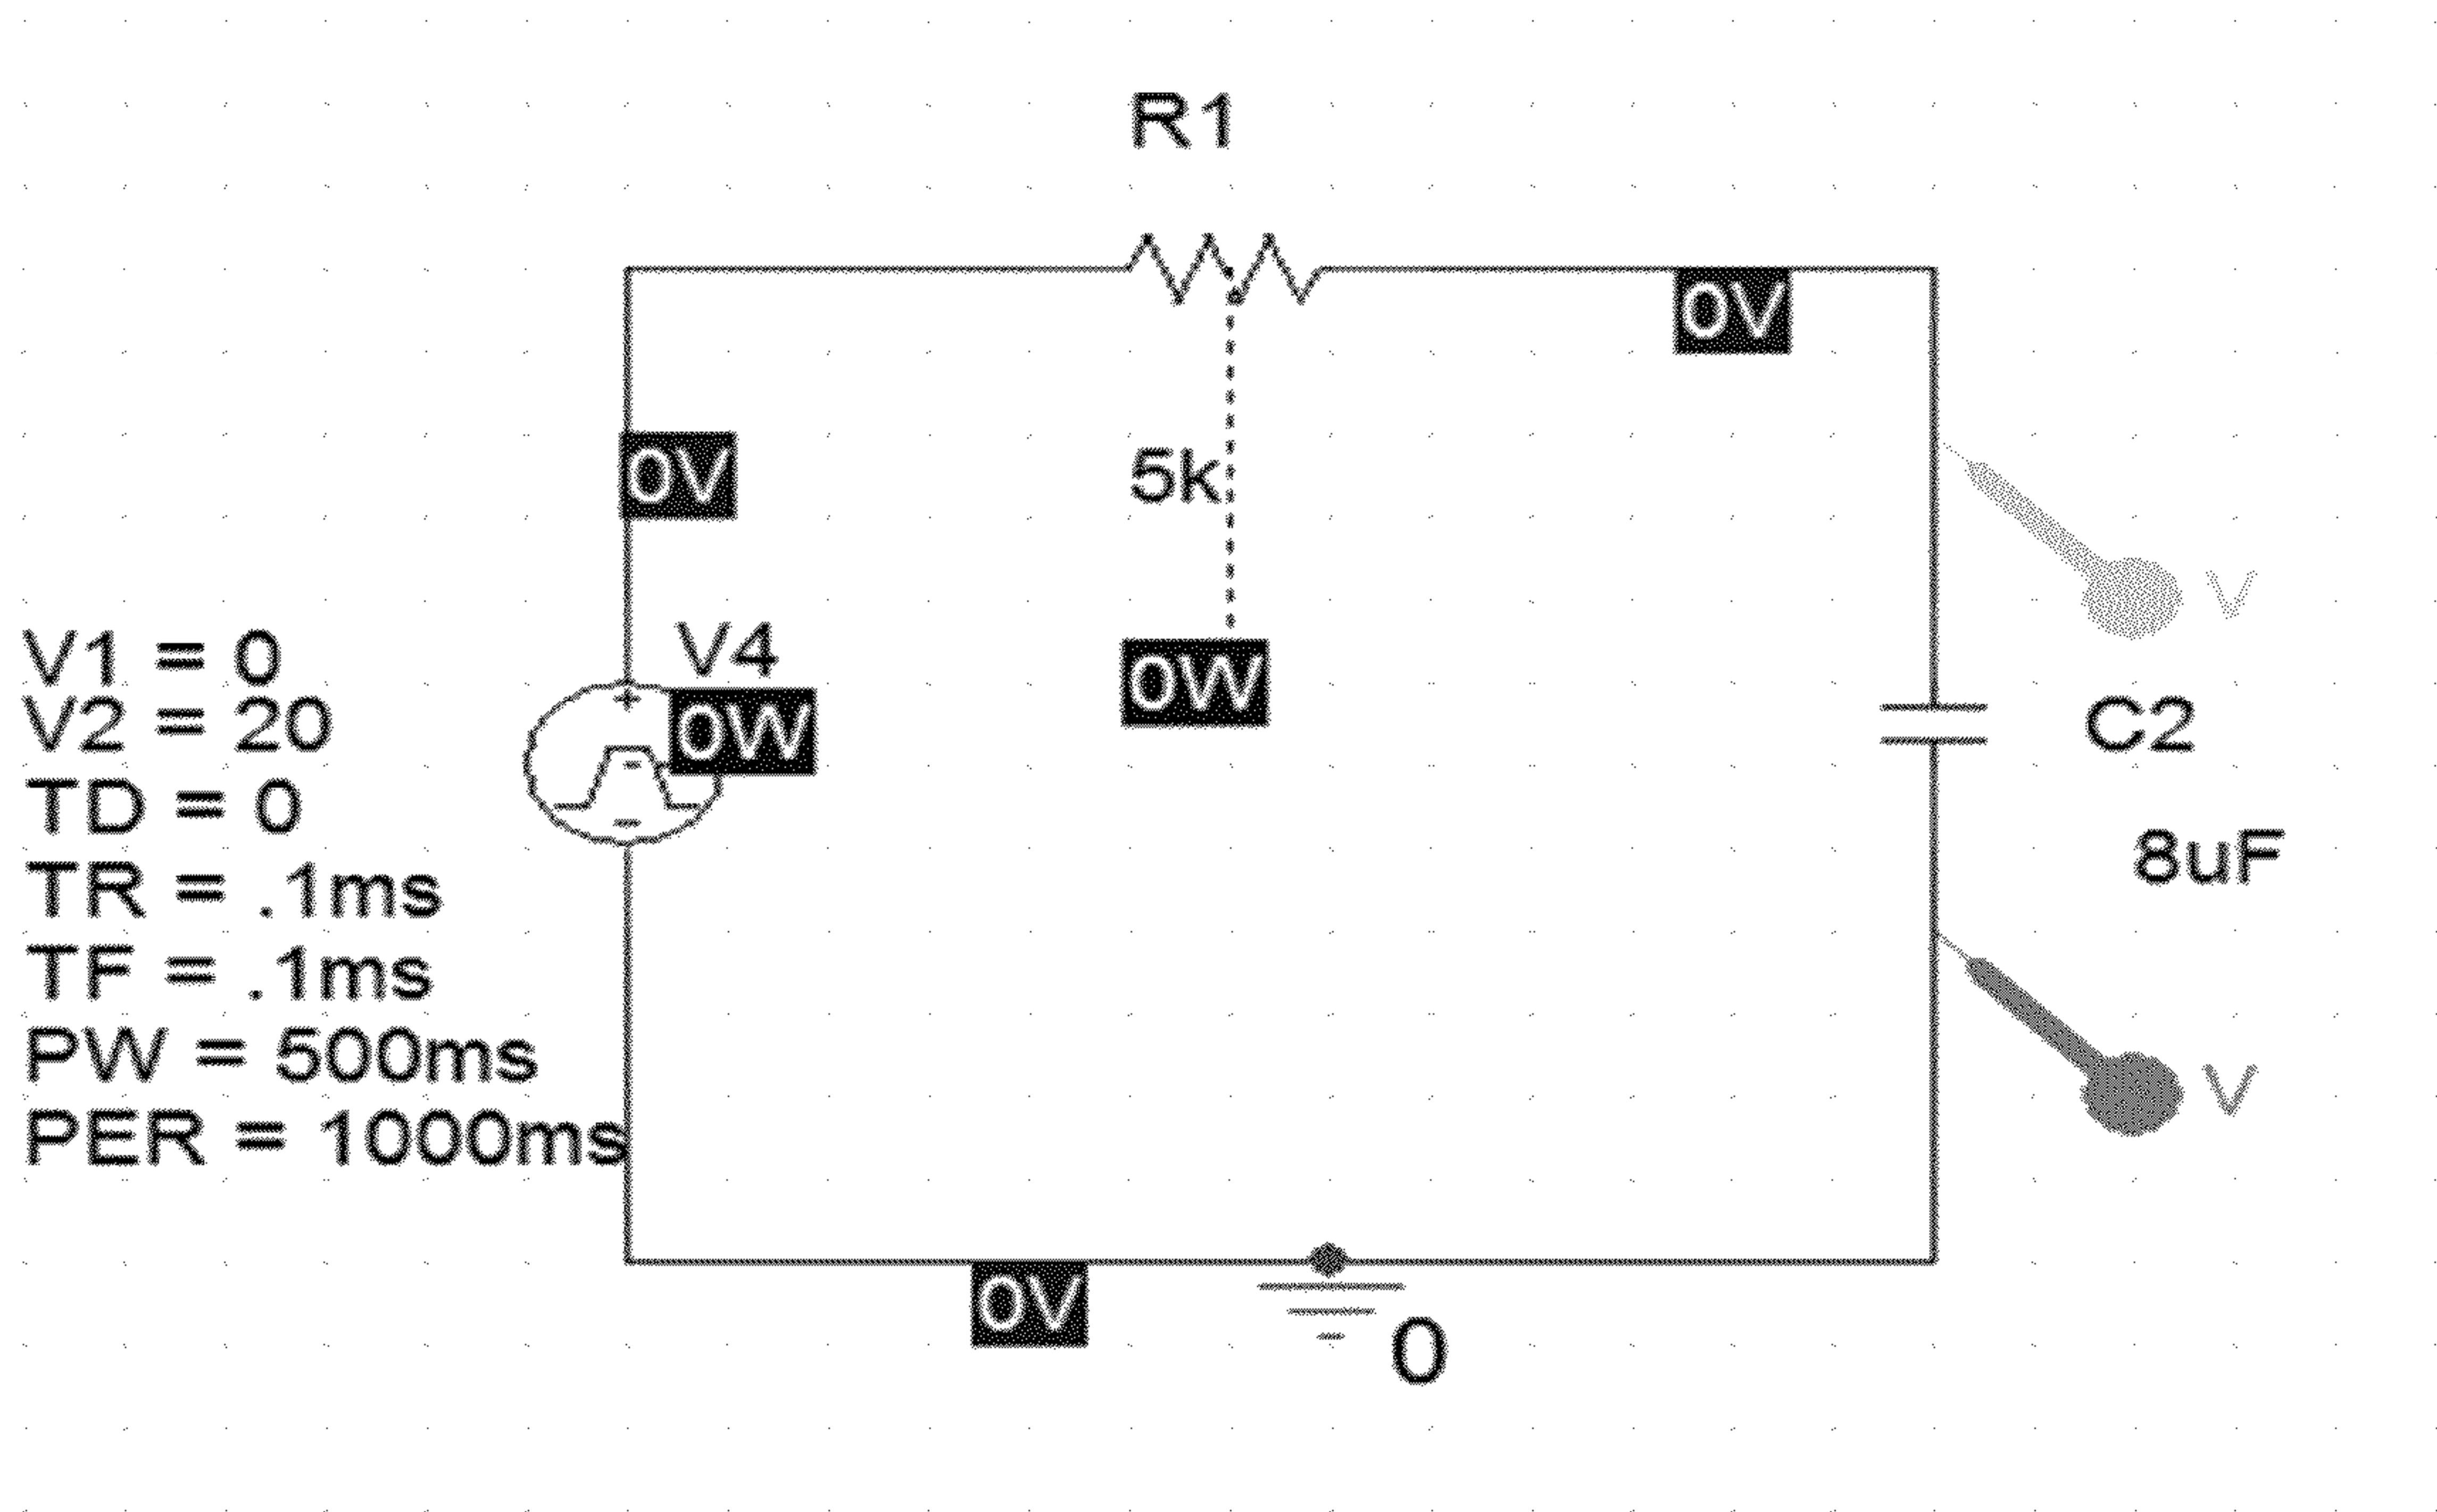 R1
0V
0V
5k
V4
0W
0W
V
V1 = 0
V2 = 20
TD = 0
TR = .1ms
TF = .1ms
PW = 500ms
PER = 1000ms
C2
8uF
V
0V
0